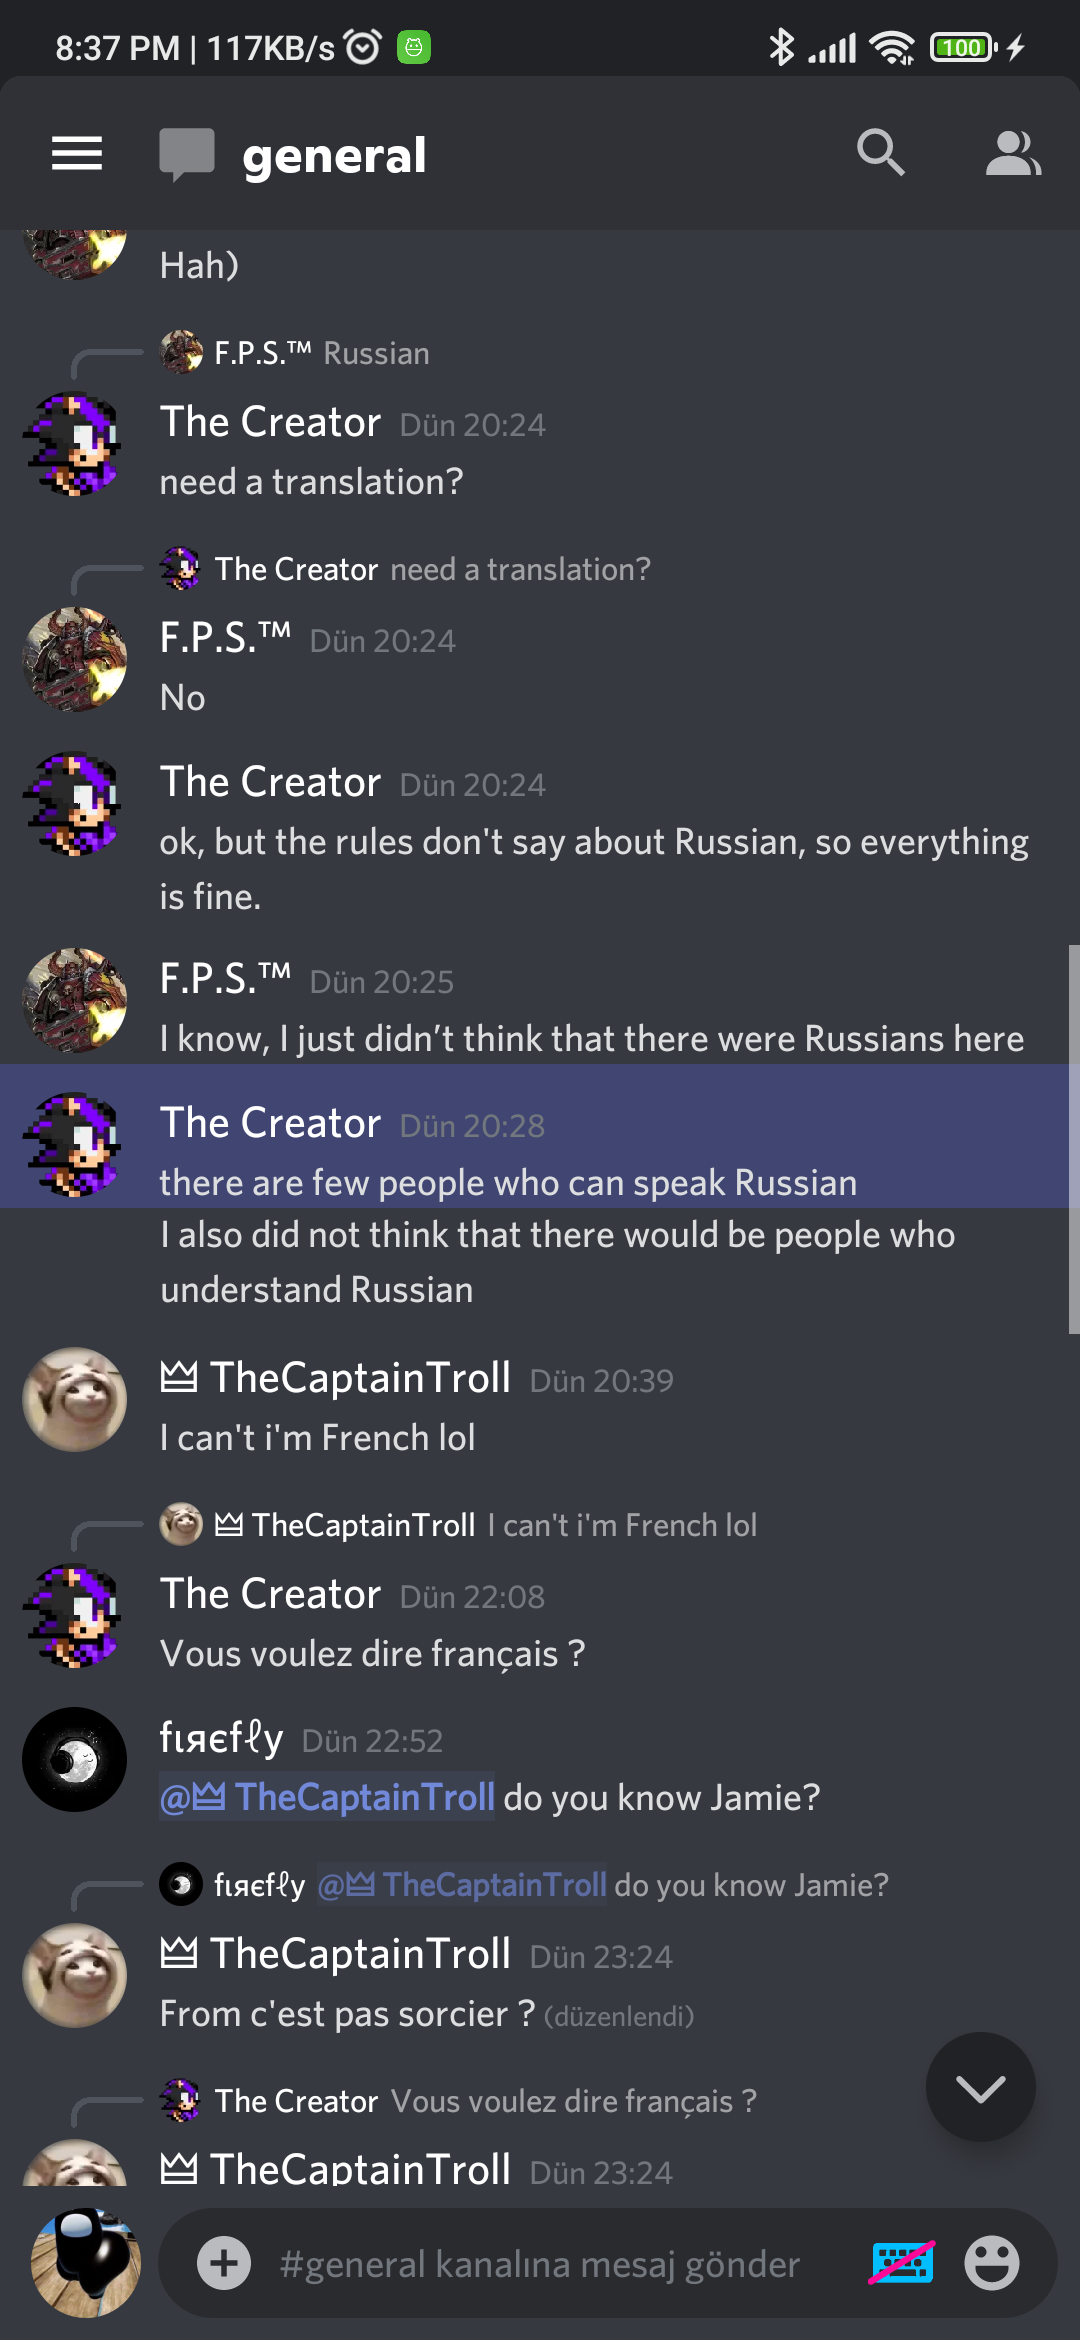 8:37 PM | 117KB/s
100
general
Hah)
F.P.S.™ Russian
The Creator Dün 20:24
need a translation?
The Creator need a translation?
F.P.S.™ Dün 20:24
No
The Creator Dün 20:24
ok, but the rules don't say about Russian, so everything
is fine.
F.P.S.™ Dün 20:25
I know, I just didn’t think that there were Russians here
The Creator Dün 20:28
there are few people who can speak Russian
I also did not think that there would be people who
understand Russian
TheCaptainTroll Dün 20:39
I can't i'm French lol
TheCaptainTroll I can't i'm French lol
The Creator Dün 22:08
Vous voulez dire français ?
fιяєfℓy Dün 22:52
@TheCaptainTroll do you know Jamie?
fιяєfℓy @TheCaptainTroll do you know Jamie?
TheCaptainTroll Dün 23:24
From c'est pas sorcier ? (düzenlendi)
The Creator Vous voulez dire français ?
TheCaptainTroll Dün 23:24
#general kanalına mesaj gönder